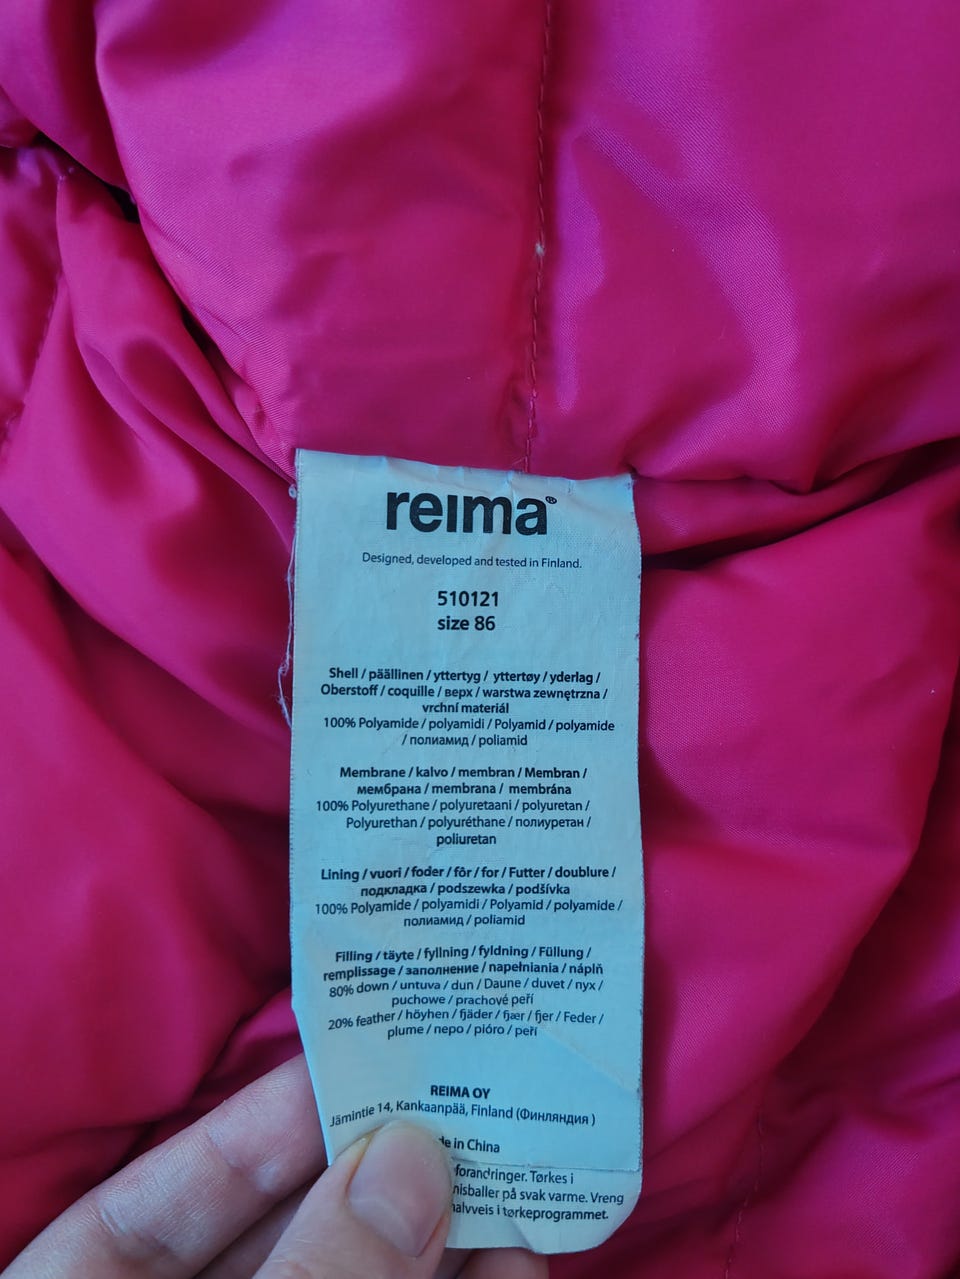 reima®
Designed, developed and tested in Finland.
510121
size 86
Shell / päällinen / yttertyg / yttertøy / yderlag /
Oberstoff / coquille / верх / warstwa zewnętrzna /
vrchní materiál
100% Polyamide / polyamidi / Polyamid / polyamide
/ полиамид / poliamid
Membrane / kalvo / membran / Membran /
мембрана / membrana / membrána
100% Polyurethane / polyuretaani / polyuretan /
Polyurethan / polyuréthane / полиуретан /
poliuretan
Lining / vuori / foder / fôr / for / Futter / doublure /
подкладка / podszewka / podšívka
100% Polyamide / polyamidi / Polyamid / polyamide /
полиамид / poliamid
Filling / täyte / fyllning / fyldning / Füllung /
remplissage / заполнение / napełniania / náplň
80% down / untuva / dun / Daune / duvet / пух /
puchowe / prachové peří
20% feather / höyhen / fjäder / fjær / fjer / Feder /
plume / перо / pióro / peří
REIMA OY
Jämintie 14, Kankaanpää, Finland (Финляндия )
in China
forandringer. Tørkes i
på svak varme. Vreng
i tørkeprogrammet.